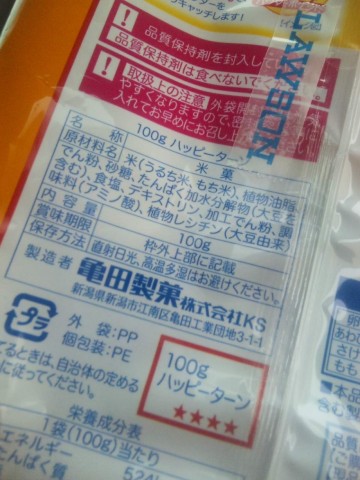 リキャッチします!
LAWSON
品質保持剤を封入して
品質保持剤は食べないで
取扱上の注意 外袋開
やすくなりますので、密
入れてお早めにお召し上
名 称 100g ハッピーターン
米 菓
原材料名 米(うるち米、もち米)、植物油脂、
でん粉、砂糖、たんぱく加水分解物(大豆を
含む)、食塩、デキストリン、加工でん粉、調
味料(アミノ酸)、植物レシチン(大豆由来)
内 容 量 100g
賞味期限 枠外上部に記載
保存方法 直射日光、高温多湿はお避けください。
製造者 亀田製菓株式会社KS
新潟県新潟市江南区亀田工業団地3-1-1
プラ
外 袋:PP
個包装:PE
てるときは、自治体の定める
に従ってください。
100g
ハッピーターン
★★★★
栄養成分表
1袋(100g)当たり
エネルギー
たんぱく質